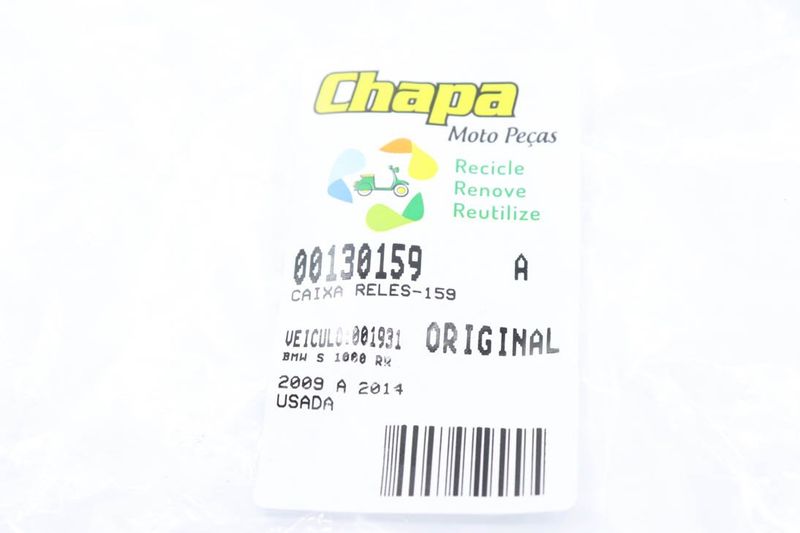 Chapa
Moto Peças
Recicle
Renove
Reutilize
00130159 A
CAIXA RELES-159
VEICULO:001931 ORIGINAL
BMW S 1000 RR
2009 A 2014
USADA